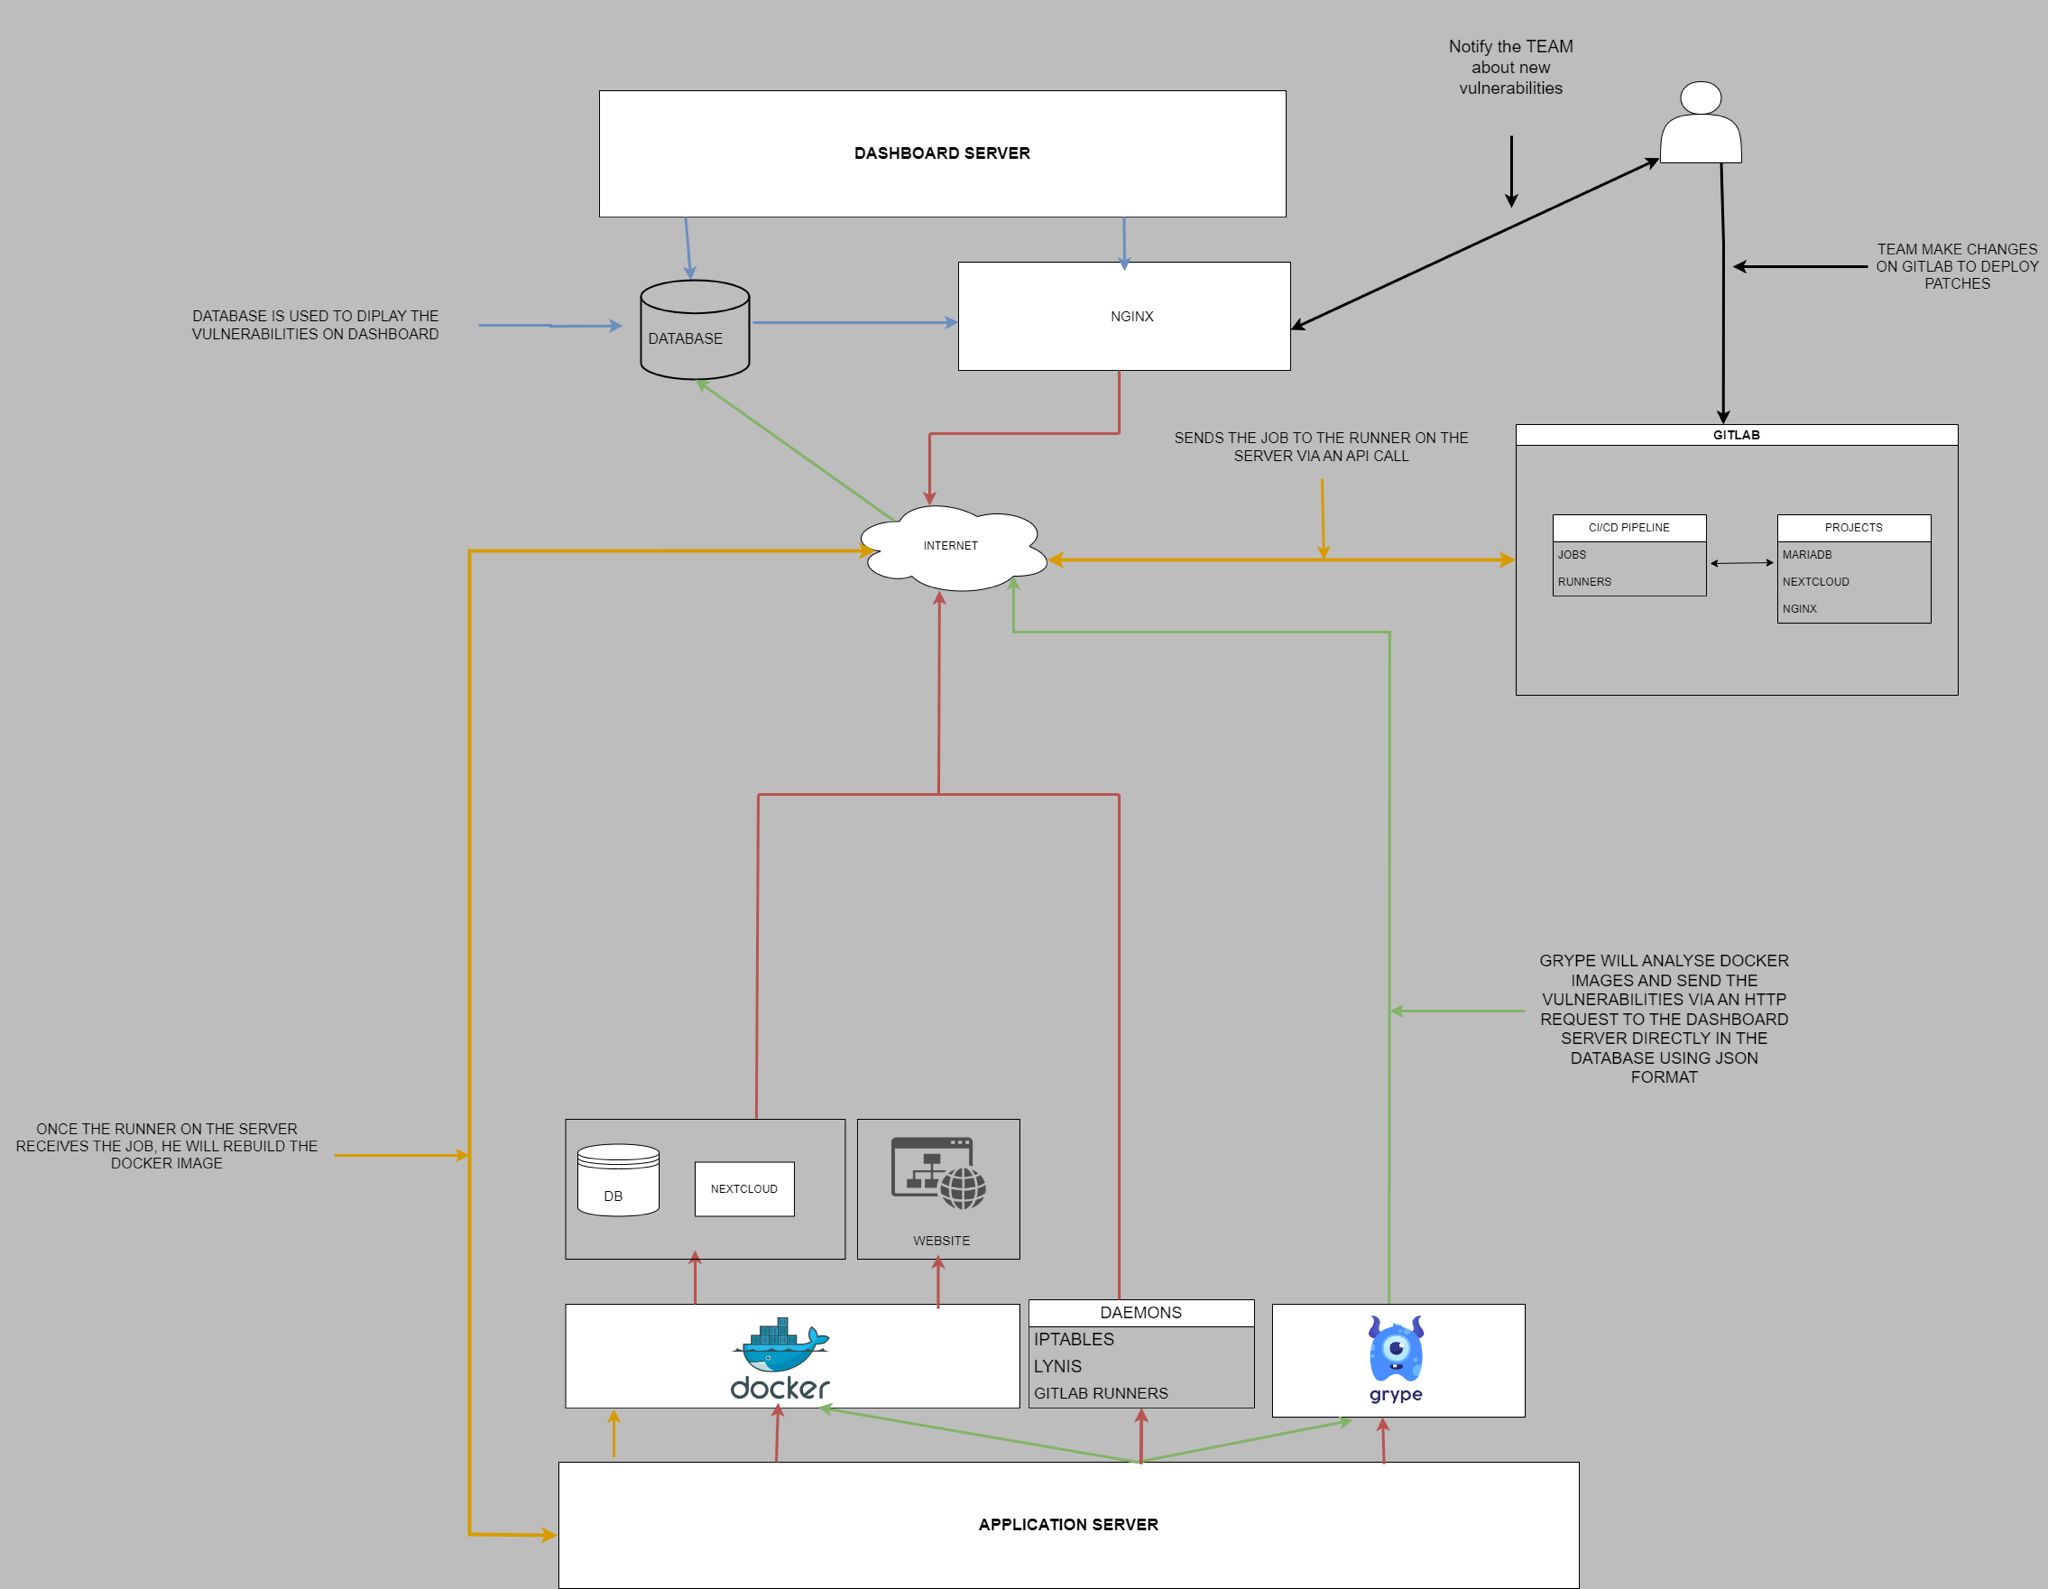 Notify the TEAM
about new
vulnerabilities
DASHBOARD SERVER
TEAM MAKE CHANGES
ON GITLAB TO DEPLOY
PATCHES
DATABASE IS USED TO DIPLAY THE
VULNERABILITIES ON DASHBOARD
DATABASE
NGINX
SENDS THE JOB TO THE RUNNER ON THE
SERVER VIA AN API CALL
GITLAB
CI/CD PIPELINE
JOBS
RUNNERS
PROJECTS
MARIADB
NEXTCLOUD
NGINX
INTERNET
GRYPE WILL ANALYSE DOCKER
IMAGES AND SEND THE
VULNERABILITIES VIA AN HTTP
REQUEST TO THE DASHBOARD
SERVER DIRECTLY IN THE
DATABASE USING JSON
FORMAT
ONCE THE RUNNER ON THE SERVER
RECEIVES THE JOB, HE WILL REBUILD THE
DOCKER IMAGE
DB
NEXTCLOUD
WEBSITE
docker
DAEMONS
IPTABLES
LYNIS
GITLAB RUNNERS
grype
APPLICATION SERVER